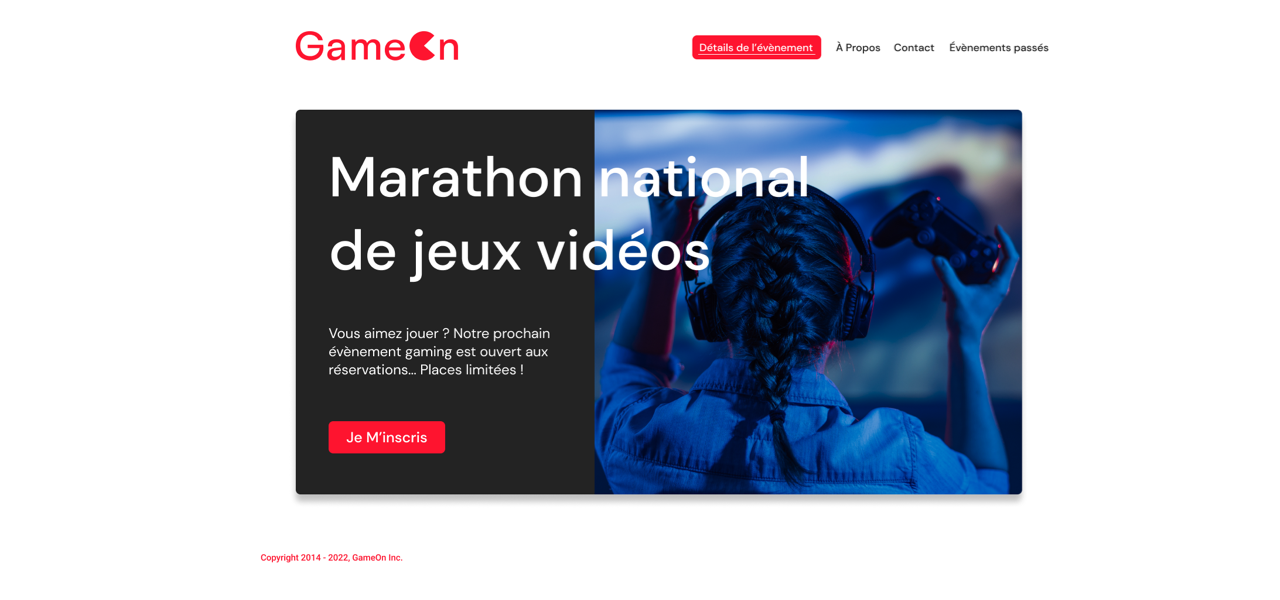 GameOn
Détails de l'évènement À Propos Contact Évènements passés
Marathon national
de jeux vidéos
Vous aimez jouer ? Notre prochain
évènement gaming est ouvert aux
réservations... Places limitées !
Je M'inscris
Copyright 2014 - 2022, GameOn Inc.